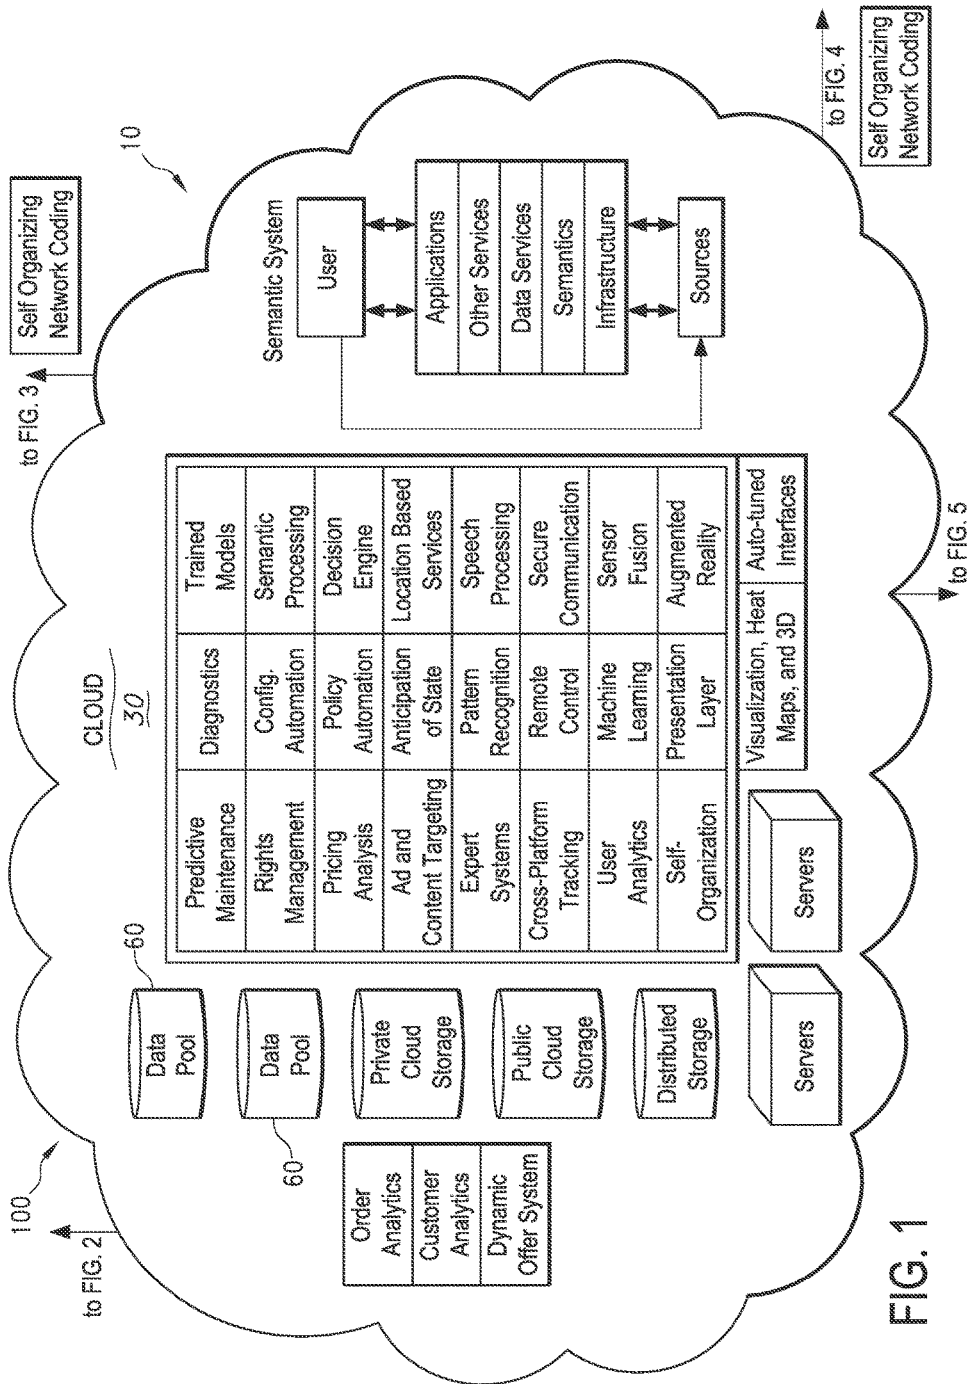 100
to FIG. 2
to FIG. 3
Self Organizing
Network Coding
10
CLOUD
30
Order
Analytics
Customer
Analytics
Dynamic
Offer System
Data
Pool
60
Data
Pool
60
Private
Cloud
Storage
Public
Cloud
Storage
Distributed
Storage
Servers
Servers
Predictive
Maintenance
Diagnostics
Trained
Models
Rights
Management
Config.
Automation
Semantic
Processing
Pricing
Analysis
Policy
Automation
Decision
Engine
Ad and
Content Targeting
Anticipation
of State
Location Based
Services
Expert
Systems
Pattern
Recognition
Speech
Processing
Cross-Platform
Tracking
Remote
Control
Secure
Communication
User
Analytics
Machine
Learning
Sensor
Fusion
Self-
Organization
Presentation
Layer
Augmented
Reality
Visualization, Heat
Maps, and 3D
Auto-tuned
Interfaces
Semantic System
User
Applications
Other Services
Data Services
Semantics
Infrastructure
Sources
to FIG. 4
Self Organizing
Network Coding
to FIG. 5
FIG. 1